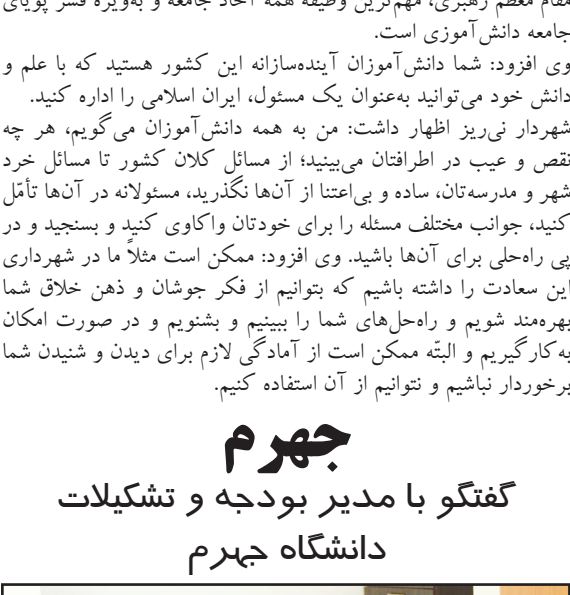 مقام معظم رهبری، مهم‌ترین وظیفه همه آحاد جامعه و به‌ویژه قشر پویای
جامعه دانش‌آموزی است.
وی افزود: شما دانش‌آموزان آینده‌سازانه این کشور هستید که با علم و
دانش خود می‌توانید به‌عنوان یک مسئول، ایران اسلامی را اداره کنید.
شهردار نی‌ریز اظهار داشت: من به همه دانش‌آموزان می‌گویم، هر چه
نقص و عیب در اطرافتان می‌بینید؛ از مسائل کلان کشور تا مسائل خرد
شهر و مدرسه‌تان، ساده و بی‌اعتنا از آن‌ها نگذرید، مسئولانه در آن‌ها تأمّل
کنید، جوانب مختلف مسئله را برای خودتان واکاوی کنید و بسنجید و در
پی راه‌حلی برای آن‌ها باشید. وی افزود: ممکن است مثلاً ما در شهرداری
این سعادت را داشته باشیم که بتوانیم از فکر جوشان و ذهن خلاق شما
بهره‌مند شویم و راه‌حل‌های شما را ببینیم و بشنویم و در صورت امکان
به‌کار گیریم و البتّه ممکن است از آمادگی لازم برای دیدن و شنیدن شما
برخوردار نباشیم و نتوانیم از آن استفاده کنیم.
جهرم
گفتگو با مدیر بودجه و تشکیلات
دانشگاه جهرم